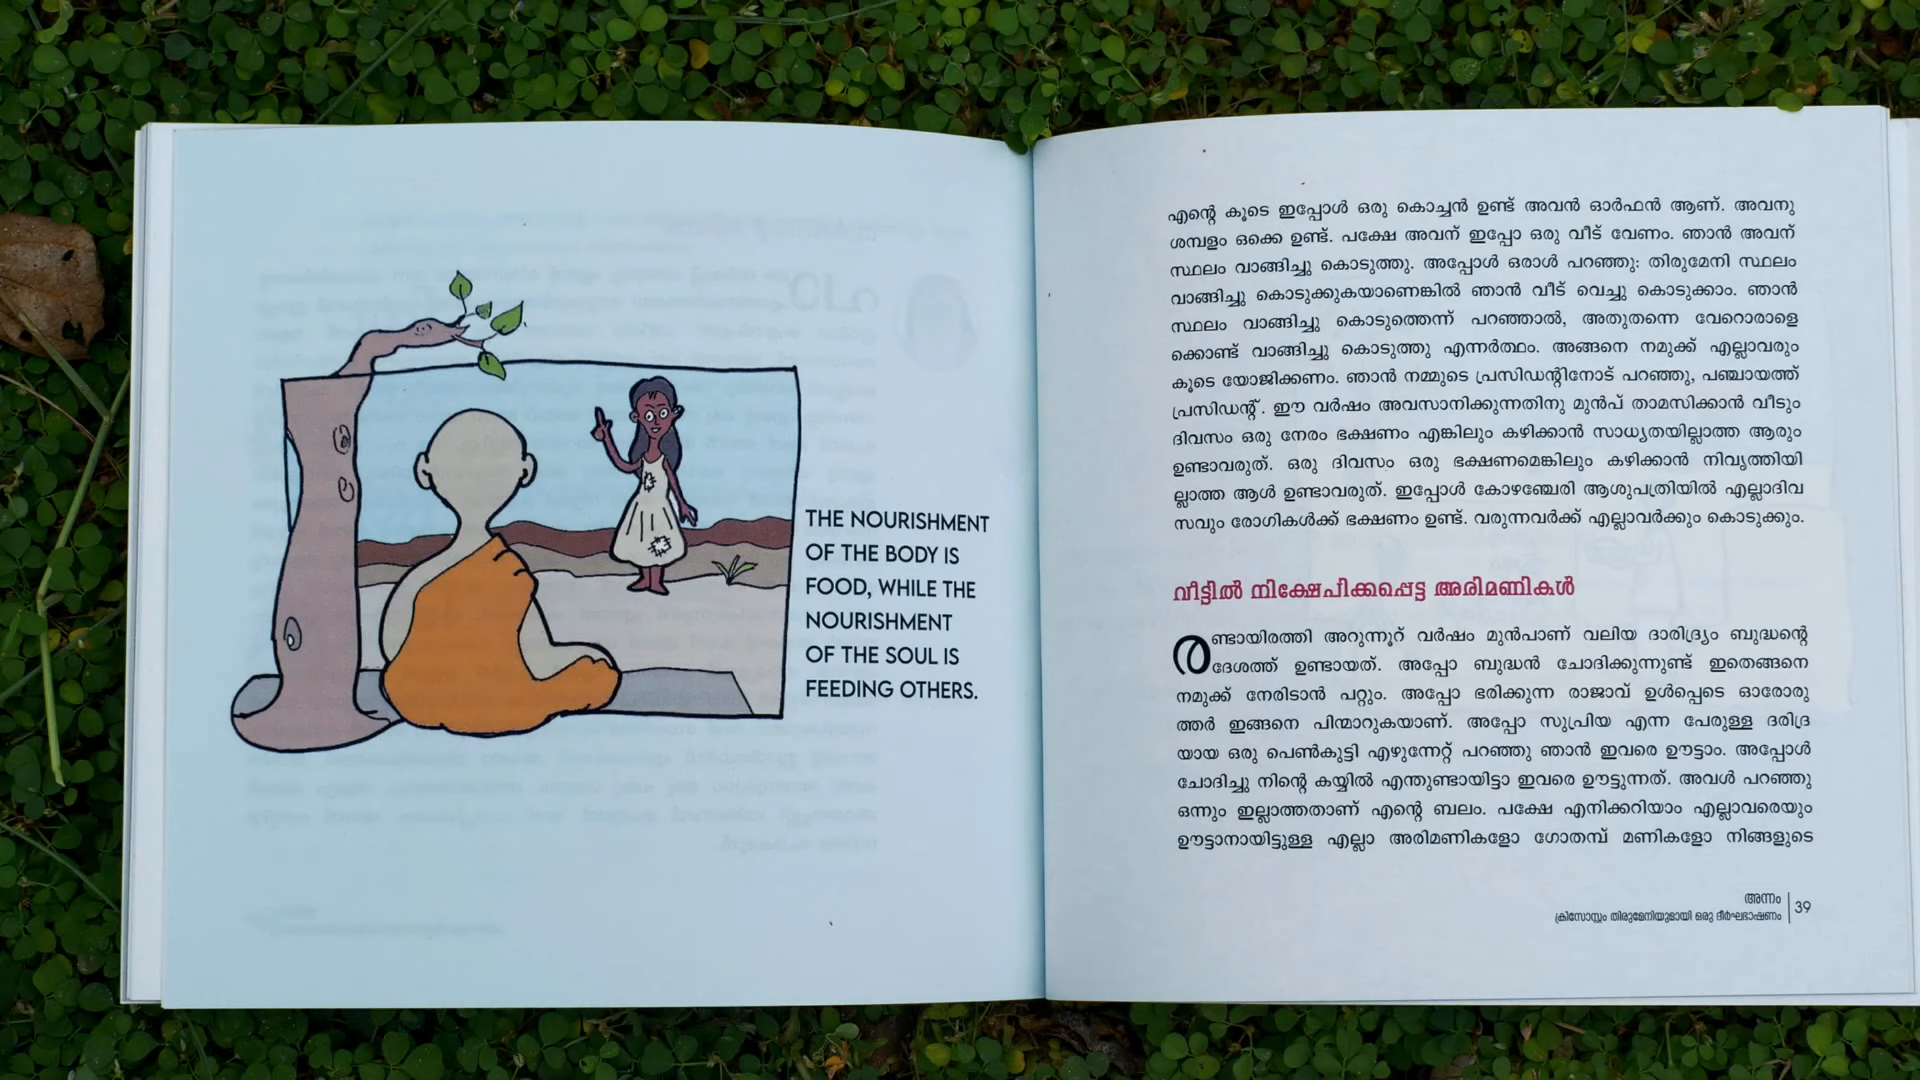 THE NOURISHMENT
OF THE BODY IS
FOOD, WHILE THE
NOURISHMENT
OF THE SOUL IS
FEEDING OTHERS.
എന്റെ കൂടെ ഇപ്പോൾ ഒരു കൊച്ചൻ ഉണ്ട് അവൻ ഓർഫൻ ആണ്. അവനു
ശമ്പളം ഒക്കെ ഉണ്ട്. പക്ഷേ അവന് ഇപ്പോ ഒരു വീട് വേണം. ഞാൻ അവന്
സ്ഥലം വാങ്ങിച്ചു കൊടുത്തു. അപ്പോൾ ഒരാൾ പറഞ്ഞു: തിരുമേനി സ്ഥലം
വാങ്ങിച്ചു കൊടുക്കുകയാണെങ്കിൽ ഞാൻ വീട് വെച്ചു കൊടുക്കാം. ഞാൻ
സ്ഥലം വാങ്ങിച്ചു കൊടുത്തെന്ന് പറഞ്ഞാൽ, അതുതന്നെ വേറൊരാളെ
ക്കൊണ്ട് വാങ്ങിച്ചു കൊടുത്തു എന്നർത്ഥം. അങ്ങനെ നമുക്ക് എല്ലാവരും
കൂടെ യോജിക്കണം. ഞാൻ നമ്മുടെ പ്രസിഡന്റിനോട് പറഞ്ഞു, പഞ്ചായത്ത്
പ്രസിഡന്റ്. ഈ വർഷം അവസാനിക്കുന്നതിനു മുൻപ് താമസിക്കാൻ വീടും
ദിവസം ഒരു നേരം ഭക്ഷണം എങ്കിലും കഴിക്കാൻ സാധ്യതയില്ലാത്ത ആരും
ഉണ്ടാവരുത്. ഒരു ദിവസം ഒരു ഭക്ഷണമെങ്കിലും കഴിക്കാൻ നിവൃത്തിയി
ല്ലാത്ത ആൾ ഉണ്ടാവരുത്. ഇപ്പോൾ കോഴഞ്ചേരി ആശുപത്രിയിൽ എല്ലാദിവ
സവും രോഗികൾക്ക് ഭക്ഷണം ഉണ്ട്. വരുന്നവർക്ക് എല്ലാവർക്കും കൊടുക്കും.
വീട്ടിൽ നിക്ഷേപിക്കപ്പെട്ട അരിമണികൾ
രണ്ടായിരത്തി അറുന്നൂറ് വർഷം മുൻപാണ് വലിയ ദാരിദ്ര്യം ബുദ്ധന്റെ
ദേശത്ത് ഉണ്ടായത്. അപ്പോ ബുദ്ധൻ ചോദിക്കുന്നുണ്ട് ഇതെങ്ങനെ
നമുക്ക് നേരിടാൻ പറ്റും. അപ്പോ ഭരിക്കുന്ന രാജാവ് ഉൾപ്പെടെ ഓരോരു
ത്തർ ഇങ്ങനെ പിന്മാറുകയാണ്. അപ്പോ സുപ്രിയ എന്ന പേരുള്ള ദരിദ്ര
യായ ഒരു പെൺകുട്ടി എഴുന്നേറ്റ് പറഞ്ഞു ഞാൻ ഇവരെ ഊട്ടാം. അപ്പോൾ
ചോദിച്ചു നിന്റെ കയ്യിൽ എന്തുണ്ടായിട്ടാ ഇവരെ ഊട്ടുന്നത്. അവൾ പറഞ്ഞു
ഒന്നും ഇല്ലാത്തതാണ് എന്റെ ബലം. പക്ഷേ എനിക്കറിയാം എല്ലാവരെയും
ഊട്ടാനായിട്ടുള്ള എല്ലാ അരിമണികളോ ഗോതമ്പ് മണികളോ നിങ്ങളുടെ
അന്നം
ക്രിസോസ്റ്റം തിരുമേനിയുമായി ഒരു ദീർഘഭാഷണം
39